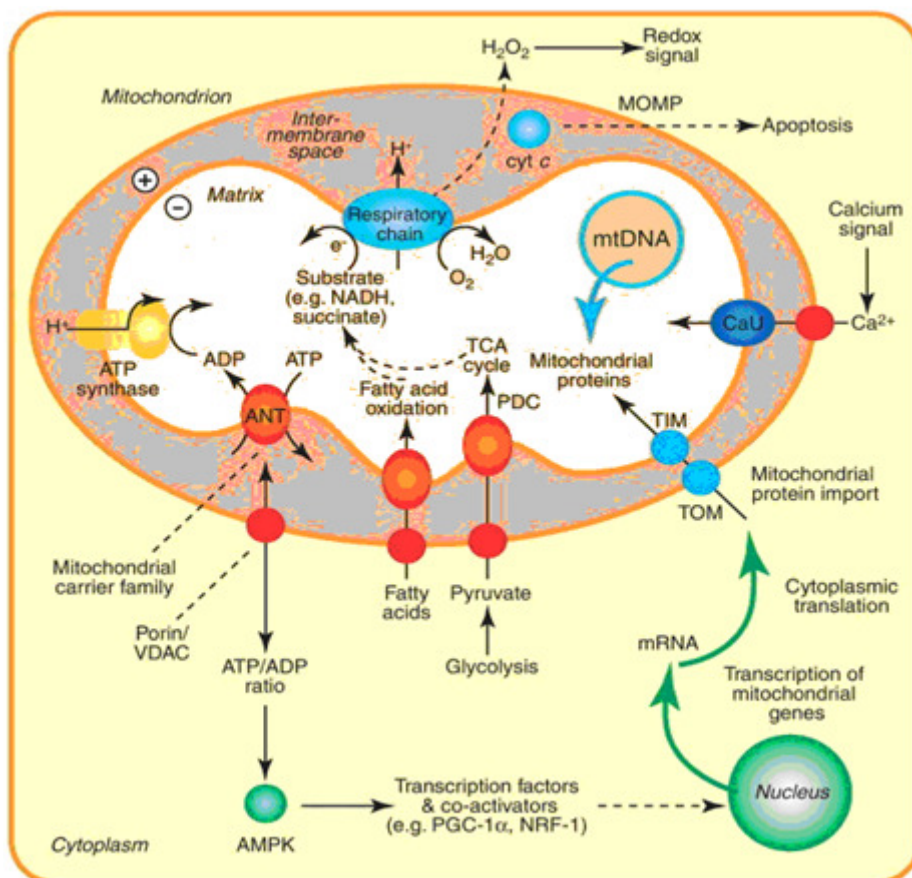 H₂O₂
Redox
signal
Mitochondrion
MOMP
Inter-
membrane
space
H⁺
cyt c
Apoptosis
+
−
Matrix
Respiratory
chain
mtDNA
Calcium
signal
e⁻
H₂O
O₂
Substrate
(e.g. NADH,
succinate)
H⁺
CaU
Ca²⁺
ATP
synthase
ADP
ATP
TCA
cycle
Mitochondrial
proteins
Fatty acid
oxidation
PDC
ANT
TIM
Mitochondrial
protein import
TOM
Mitochondrial
carrier family
Fatty
acids
Pyruvate
Cytoplasmic
translation
Porin/
VDAC
mRNA
ATP/ADP
ratio
Glycolysis
Transcription of
mitochondrial
genes
Transcription factors
& co-activators
(e.g. PGC-1α, NRF-1)
Nucleus
Cytoplasm
AMPK